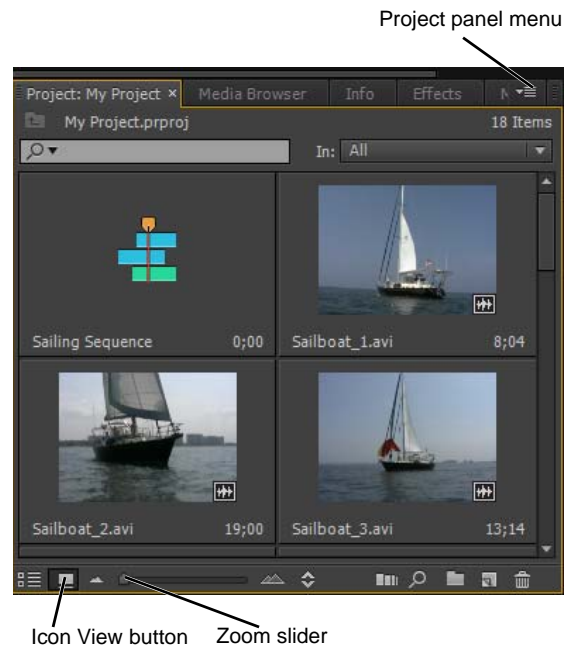 Project panel menu
Project: My Project × Media Browser Info Effects
My Project.prproj 18 Items
In: All
Sailing Sequence 0;00 Sailboat_1.avi 8;04
Sailboat_2.avi 19;00 Sailboat_3.avi 13;14
Icon View button Zoom slider